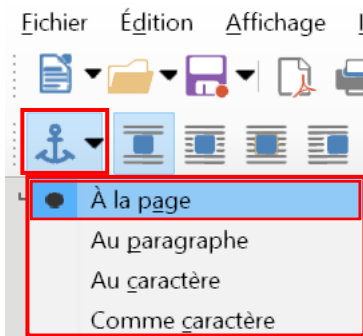 Fichier Édition Affichage
À la page
Au paragraphe
Au caractère
Comme caractère